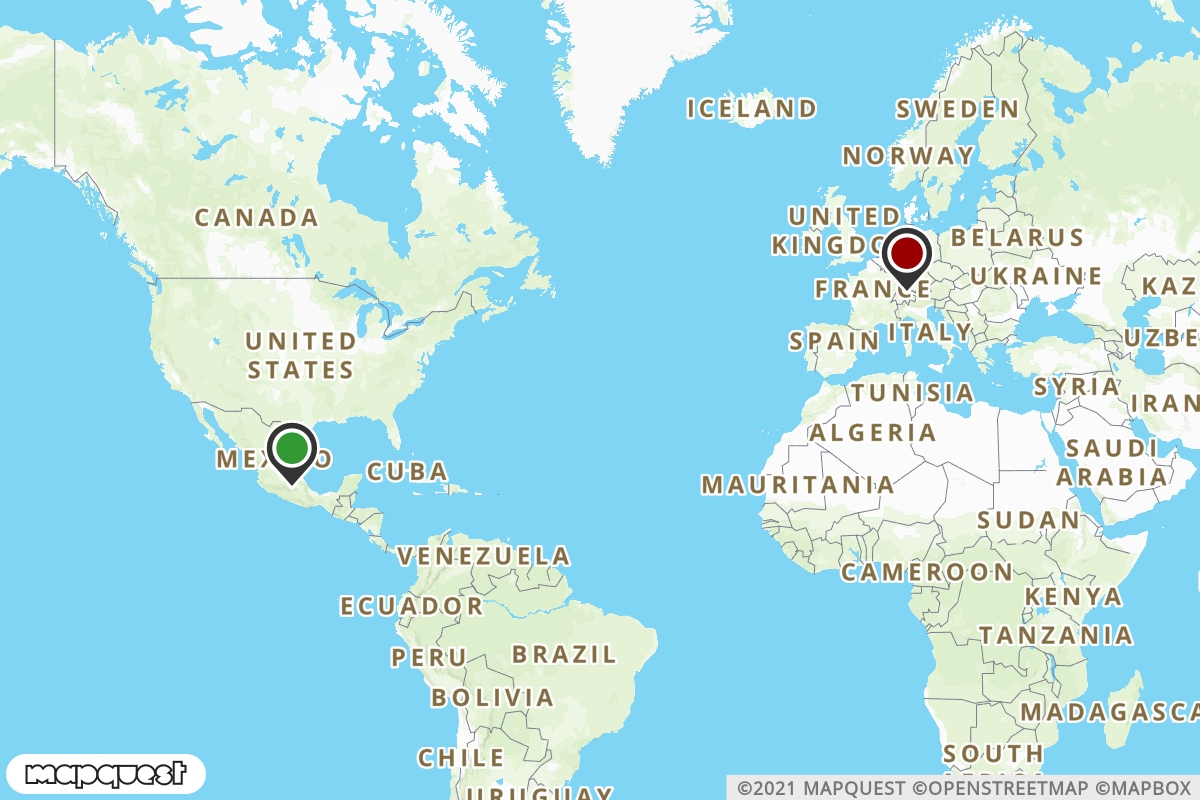 ICELAND
SWEDEN
NORWAY
CANADA
UNITED
KINGDO
BELARUS
UKRAINE
FRANCE
KAZ
UNITED
STATES
SPAIN
ITALY
UZBE
TUNISIA
SYRIA
IRAN
ALGERIA
SAUDI
ARABIA
MEXICO
CUBA
MAURITANIA
SUDAN
VENEZUELA
CAMEROON
KENYA
ECUADOR
TANZANIA
PERU
BRAZIL
BOLIVIA
MADAGASCA
CHILE
SOUTH
mapquest
©2021 MAPQUEST ©OPENSTREETMAP ©MAPBOX
URUGUAY